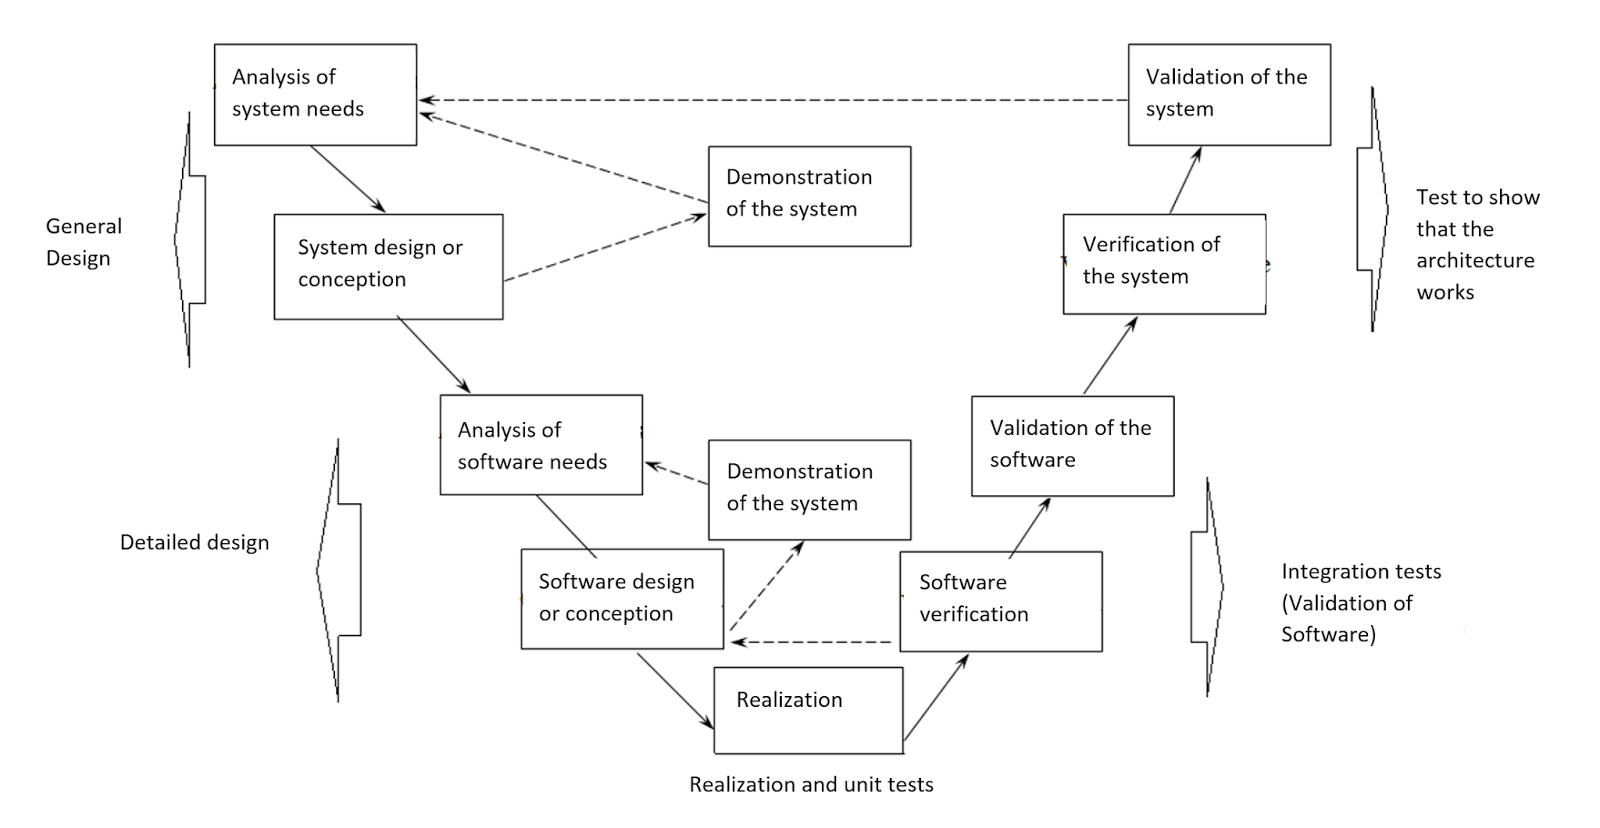 Analysis of
system needs
Validation of the
system
Demonstration
of the system
General
Design
System design or
conception
Verification of
the system
Test to show
that the
architecture
works
Analysis of
software needs
Validation of the
software
Demonstration
of the system
Detailed design
Software design
or conception
Software
verification
Integration tests
(Validation of
Software)
Realization
Realization and unit tests